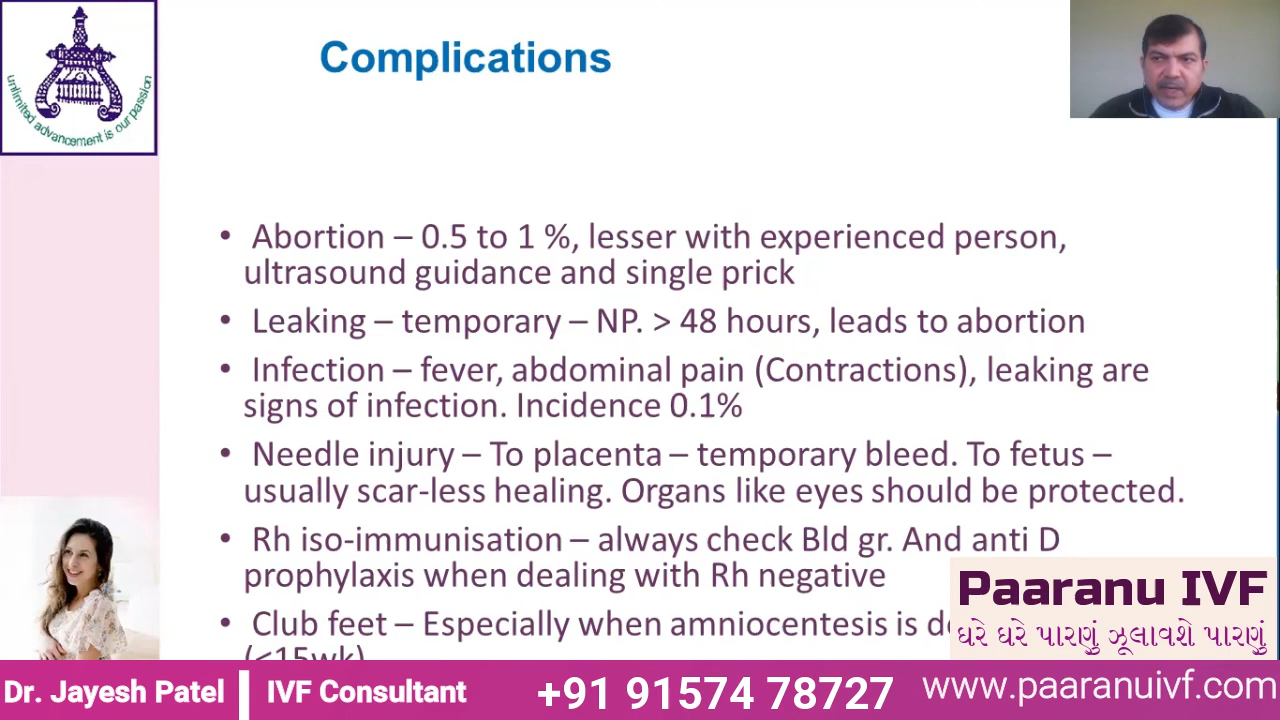 unlimited advancement is our passion
Complications
• Abortion – 0.5 to 1 %, lesser with experienced person,
ultrasound guidance and single prick
• Leaking – temporary – NP. > 48 hours, leads to abortion
• Infection – fever, abdominal pain (Contractions), leaking are
signs of infection. Incidence 0.1%
• Needle injury – To placenta – temporary bleed. To fetus –
usually scar-less healing. Organs like eyes should be protected.
• Rh iso-immunisation – always check Bld gr. And anti D
prophylaxis when dealing with Rh negative
• Club feet – Especially when amniocentesis is
(<15wk)
Paaranu IVF
ઘરે ઘરે પારણું ઝૂલાવશે પારણું
Dr. Jayesh Patel | IVF Consultant
+91 91574 78727
www.paaranuivf.com